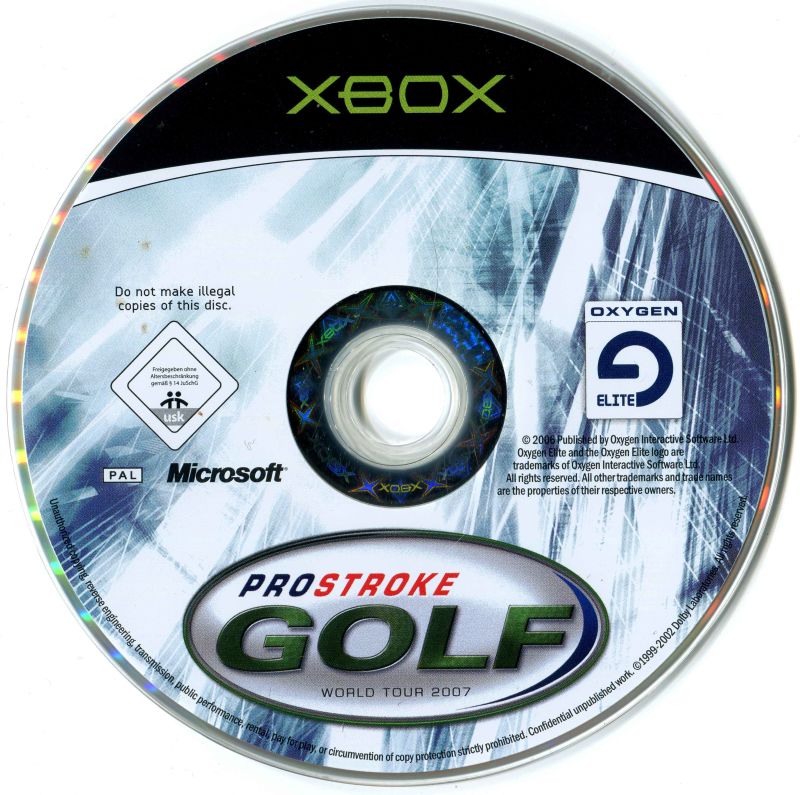 XBOX
Do not make illegal
copies of this disc.
Freigegeben ohne
Altersbeschränkung
gemäß § 14 JuSchG
usk
PAL
Microsoft
XBOX
OXYGEN
ELITE
© 2006 Published by Oxygen Interactive Software Ltd.
Oxygen Elite and the Oxygen Elite logo are
trademarks of Oxygen Interactive Software Ltd.
All rights reserved. All other trademarks and trade names
are the properties of their respective owners.
PROSTROKE
GOLF
WORLD TOUR 2007
Unauthorized copying, reverse engineering, transmission, public performance, rental, pay for play, or circumvention of copy protection strictly prohibited. Confidential unpublished work. ©1999-2002 Dolby Laboratories. All rights reserved.